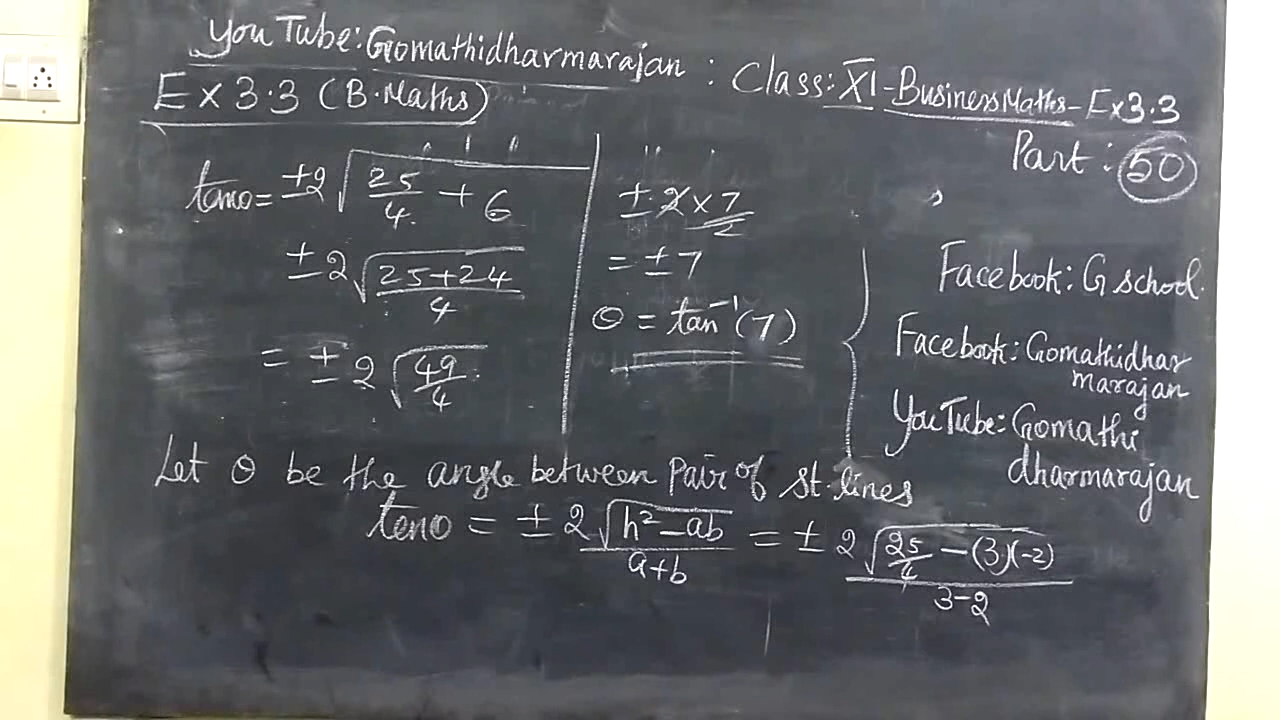 YouTube: Gomathidharmarajan : Class: XI - Business Maths - Ex 3.3
Ex 3.3 (B. Maths)
Part : 50
tanθ = ±2 √(25/4 + 6)
±2 √((25+24)/4)
= ± 2 √(49/4)
± 2 × 7/2
= ± 7
θ = tan⁻¹(7)
Facebook: G school.
Facebook: Gomathidhar
marajan
YouTube: Gomathi
dharmarajan
Let θ be the angle between pair of st. lines
tanθ = ± 2 √(h² - ab) / (a+b) = ± 2 √(25/4 - (3)(-2)) / (3-2)